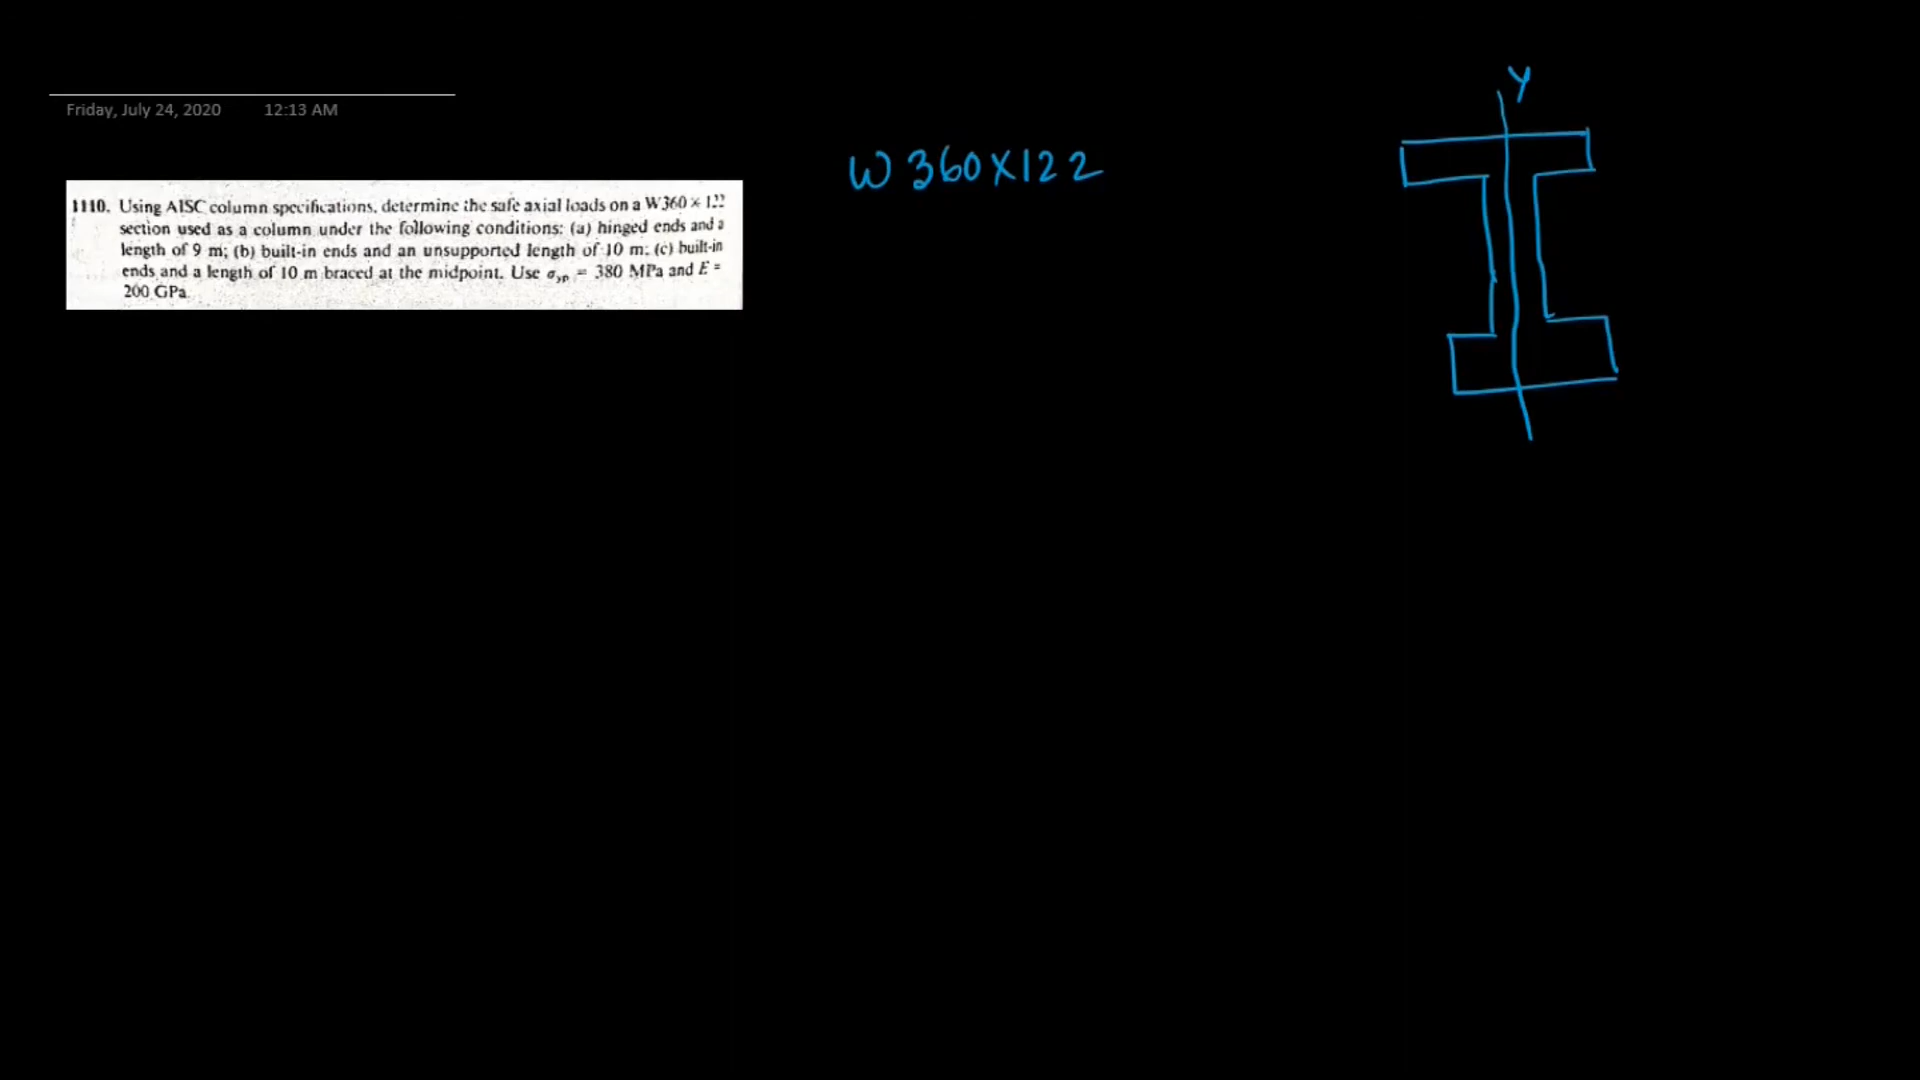 Friday, July 24, 2020 12:13 AM
1110. Using AISC column specifications, determine the safe axial loads on a W360 × 122
section used as a column under the following conditions: (a) hinged ends and a
length of 9 m; (b) built-in ends and an unsupported length of 10 m; (c) built-in
ends and a length of 10 m braced at the midpoint. Use σyp = 380 MPa and E =
200 GPa.
W 360X122
Y